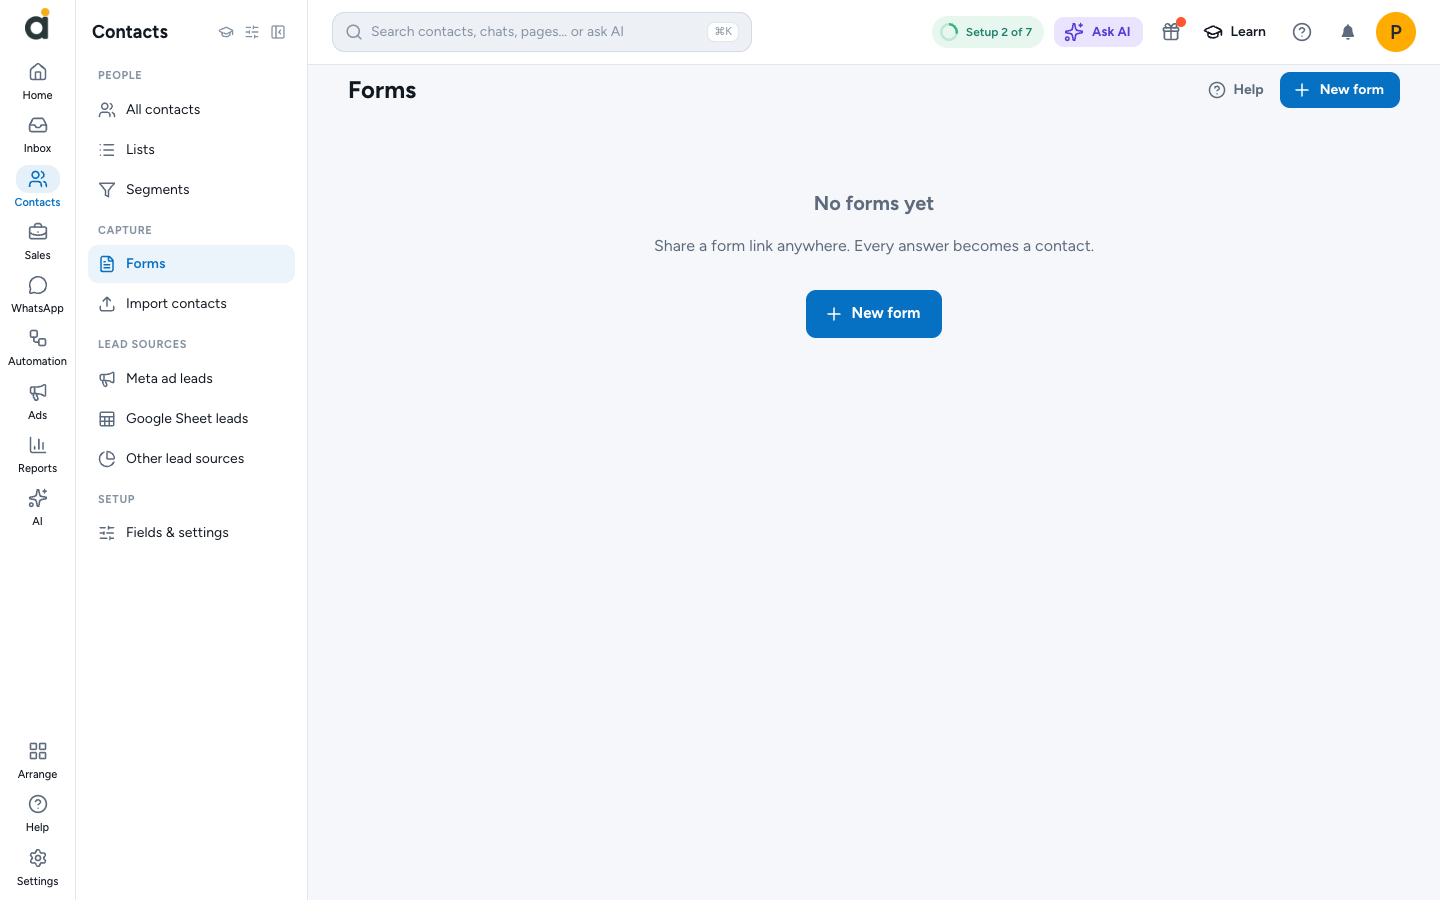 Contacts
Home
Inbox
Contacts
Sales
WhatsApp
Automation
Ads
Reports
AI
Arrange
Help
Settings
PEOPLE
All contacts
Lists
Segments
CAPTURE
Forms
Import contacts
LEAD SOURCES
Meta ad leads
Google Sheet leads
Other lead sources
SETUP
Fields & settings
Search contacts, chats, pages... or ask AI
⌘K
Setup 2 of 7
Ask AI
Learn
P
Forms
Help
New form
No forms yet
Share a form link anywhere. Every answer becomes a contact.
New form